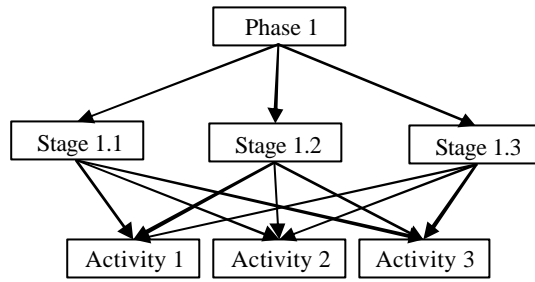 Phase 1
Stage 1.1
Stage 1.2
Stage 1.3
Activity 1
Activity 2
Activity 3